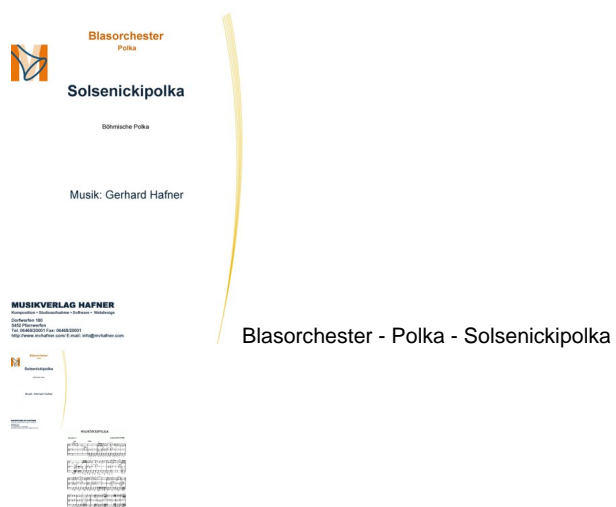 Blasorchester
Polka
Solsenickipolka
Böhmische Polka
Musik: Gerhard Hafner
MUSIKVERLAG HAFNER
Komposition • Studioaufnahme • Software • Webdesign
Dorfwerfen 180
5452 Pfarrwerfen
Tel. 06468/20001 Fax: 06468/20001
http://www.mvhafner.com/ E-mail: info@mvhafner.com
Blasorchester - Polka - Solsenickipolka
Blasorchester
Solsenickipolka
Musik: Gerhard Hafner
MUSIKVERLAG HAFNER
SOLSENICKIPOLKA